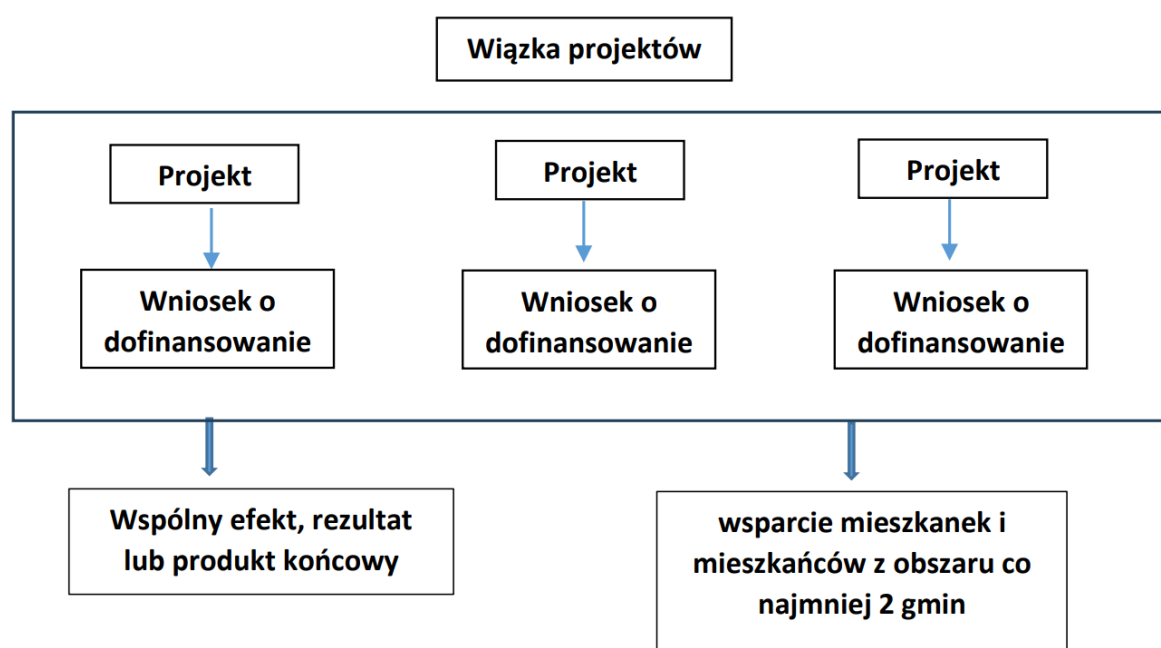 Wiązka projektów
Projekt
Projekt
Projekt
Wniosek o
dofinansowanie
Wniosek o
dofinansowanie
Wniosek o
dofinansowanie
Wspólny efekt, rezultat
lub produkt końcowy
wsparcie mieszkanek i
mieszkańców z obszaru co
najmniej 2 gmin